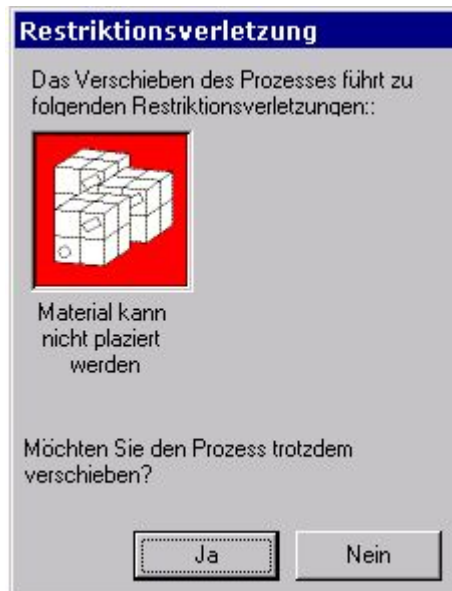 Restriktionsverletzung
Das Verschieben des Prozesses führt zu
folgenden Restriktionsverletzungen::
Material kann
nicht plaziert
werden
Möchten Sie den Prozess trotzdem
verschieben?
Ja
Nein